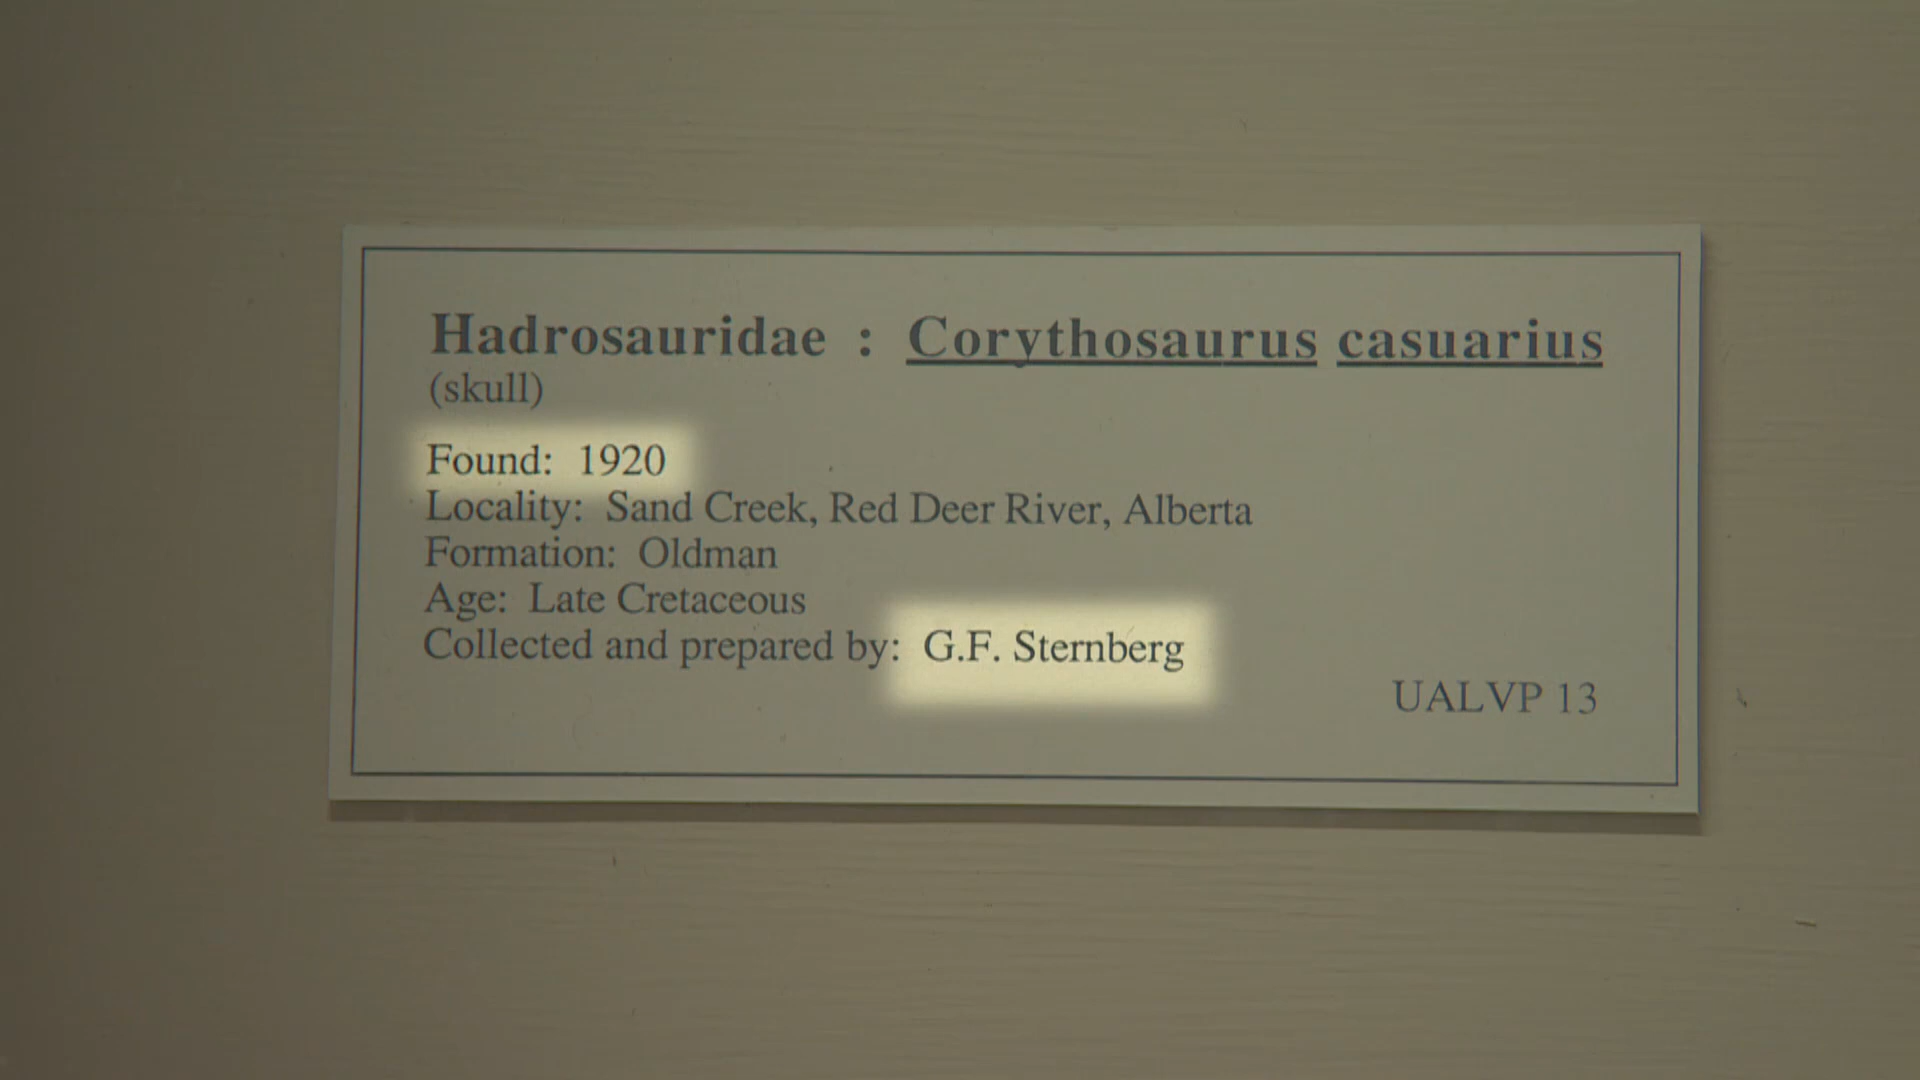 Hadrosauridae : Corythosaurus casuarius
(skull)
Found: 1920
Locality: Sand Creek, Red Deer River, Alberta
Formation: Oldman
Age: Late Cretaceous
Collected and prepared by: G.F. Sternberg
UALVP 13